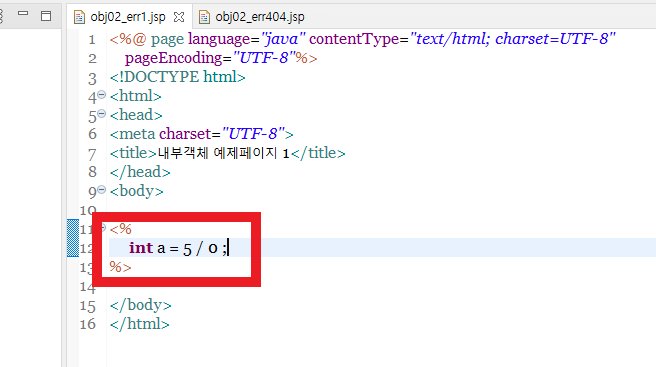 obj02_err1.jsp obj02_err404.jsp
1 <%@ page language="java" contentType="text/html; charset=UTF-8"
2 pageEncoding="UTF-8"%>
3 <!DOCTYPE html>
4 <html>
5 <head>
6 <meta charset="UTF-8">
7 <title>내부객체 예제페이지 1</title>
8 </head>
9 <body>
10
11 <%
12 int a = 5 / 0 ;
13 %>
14
15 </body>
16 </html>